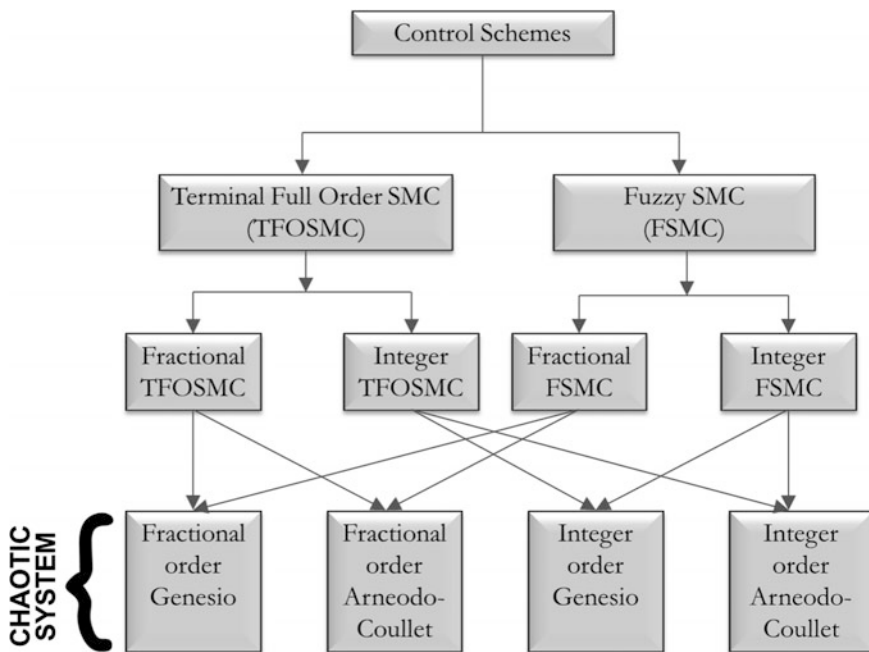 Control Schemes
Terminal Full Order SMC
(TFOSMC)
Fuzzy SMC
(FSMC)
Fractional
TFOSMC
Integer
TFOSMC
Fractional
FSMC
Integer
FSMC
CHAOTIC
SYSTEM
Fractional
order
Genesio
Fractional
order
Arneodo-
Coullet
Integer
order
Genesio
Integer
order
Arneodo-
Coullet